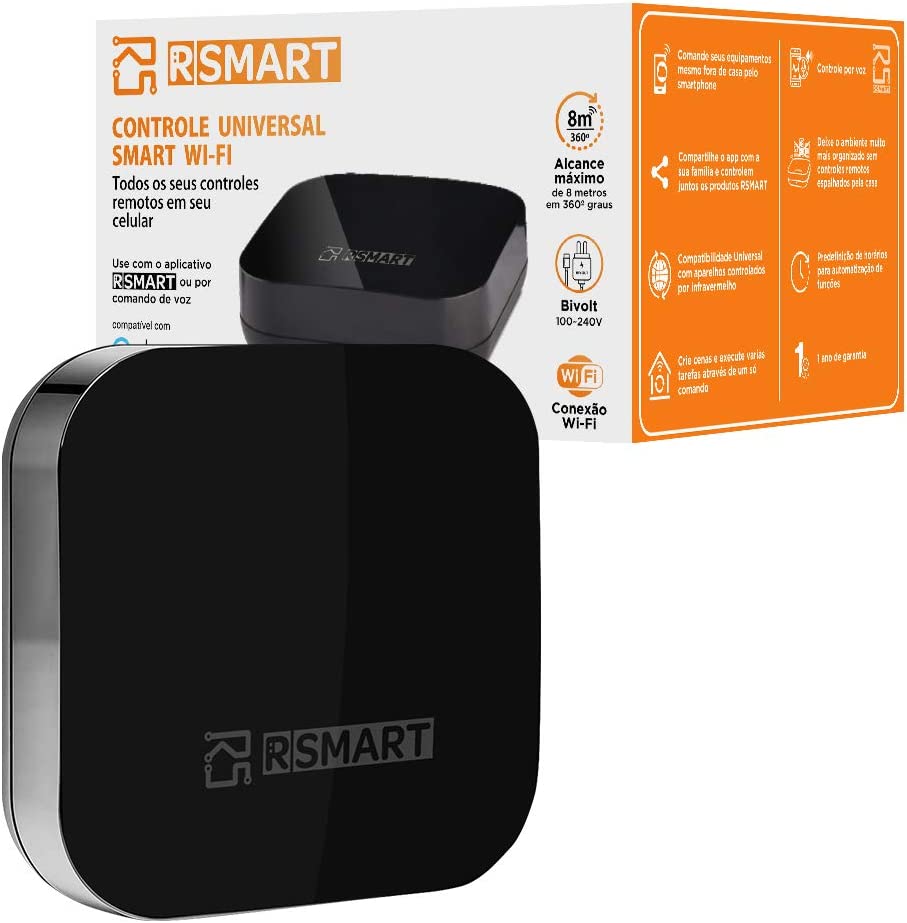 RSMART
CONTROLE UNIVERSAL
SMART WI-FI
Todos os seus controles
remotos em seu
celular
Use com o aplicativo
RSMART ou por
comando de voz
compatível com
RSMART
8m
360º
Alcance
máximo
de 8 metros
em 360º graus
BIVOLT
Bivolt
100~240V
WiFi
Conexão
Wi-Fi
Comande seus equipamentos
mesmo fora de casa pelo
smartphone
Compartilhe o app com a
sua família e controlem
juntos os produtos RSMART
Compatibilidade Universal
com aparelhos controlados
por infravermelho
Crie cenas e execute varias
tarefas através de um só
comando
Controle por voz
Deixe o ambiente muito
mais organizado sem
controles remotos
espalhados pela casa
Predefinição de horários
para automatização de
funções
1
1 ano de garantia
RSMART